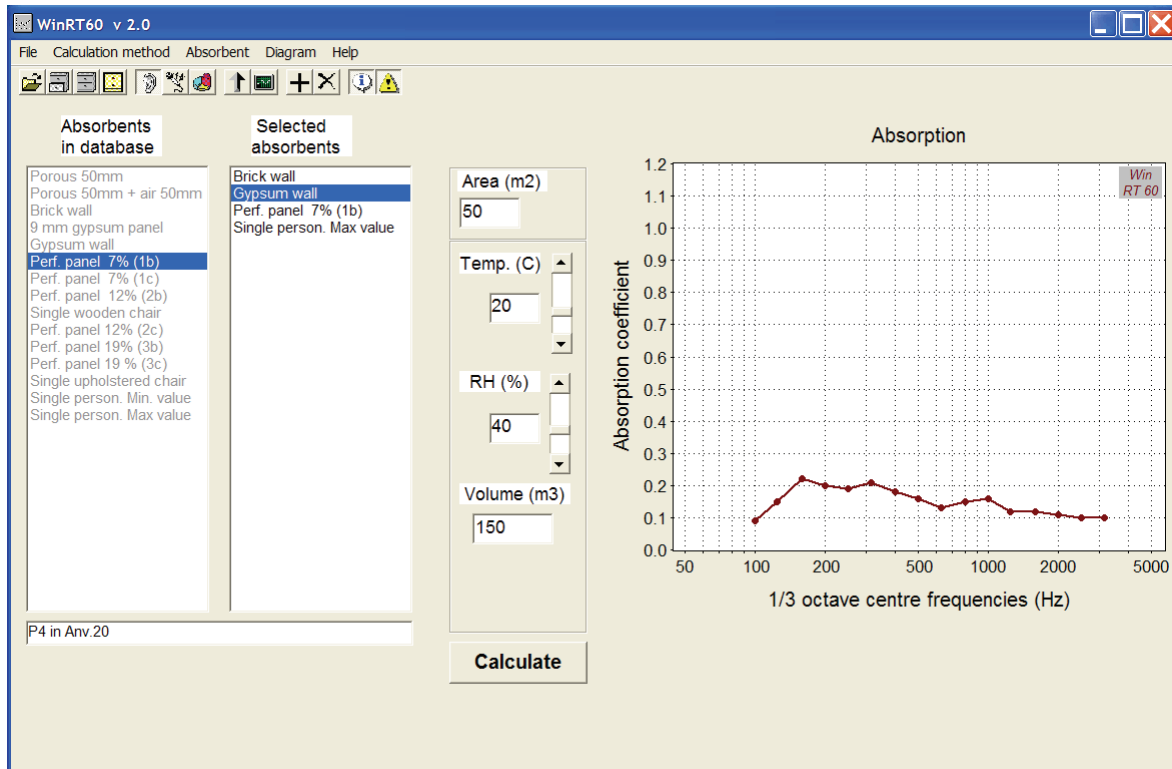 WinRT60 v 2.0
File Calculation method Absorbent Diagram Help
Absorbents
in database
Porous 50mm
Porous 50mm + air 50mm
Brick wall
9 mm gypsum panel
Gypsum wall
Perf. panel 7% (1b)
Perf. panel 7% (1c)
Perf. panel 12% (2b)
Single wooden chair
Perf. panel 12% (2c)
Perf. panel 19% (3b)
Perf. panel 19 % (3c)
Single upholstered chair
Single person. Min. value
Single person. Max value
P4 in Anv.20
Selected
absorbents
Brick wall
Gypsum wall
Perf. panel 7% (1b)
Single person. Max value
Area (m2)
50
Temp. (C)
20
RH (%)
40
Volume (m3)
150
Calculate
Absorption
Win
RT 60
Absorption coefficient
1.2
1.1
1.0
0.9
0.8
0.7
0.6
0.5
0.4
0.3
0.2
0.1
0.0
50 100 200 500 1000 2000 5000
1/3 octave centre frequencies (Hz)